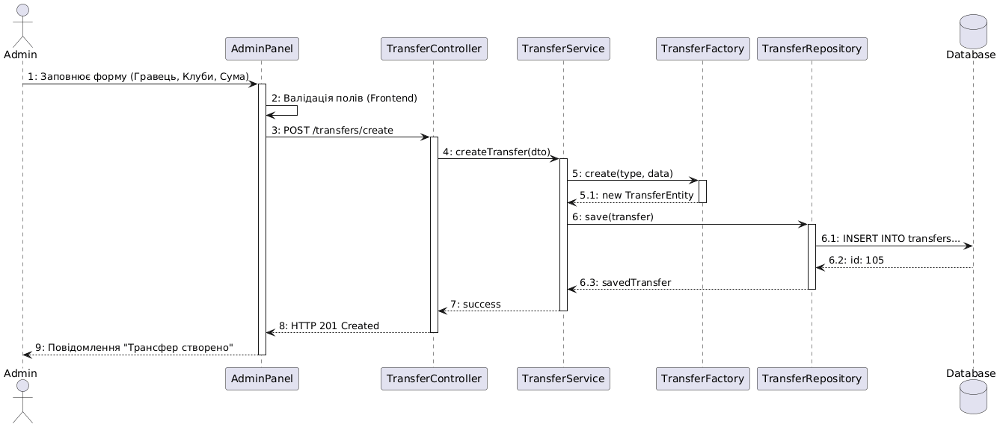 Admin
AdminPanel
TransferController
TransferService
TransferFactory
TransferRepository
Database
1: Заповнює форму (Гравець, Клуби, Сума)
2: Валідація полів (Frontend)
3: POST /transfers/create
4: createTransfer(dto)
5: create(type, data)
5.1: new TransferEntity
6: save(transfer)
6.1: INSERT INTO transfers...
6.2: id: 105
6.3: savedTransfer
7: success
8: HTTP 201 Created
9: Повідомлення "Трансфер створено"
Admin
AdminPanel
TransferController
TransferService
TransferFactory
TransferRepository
Database